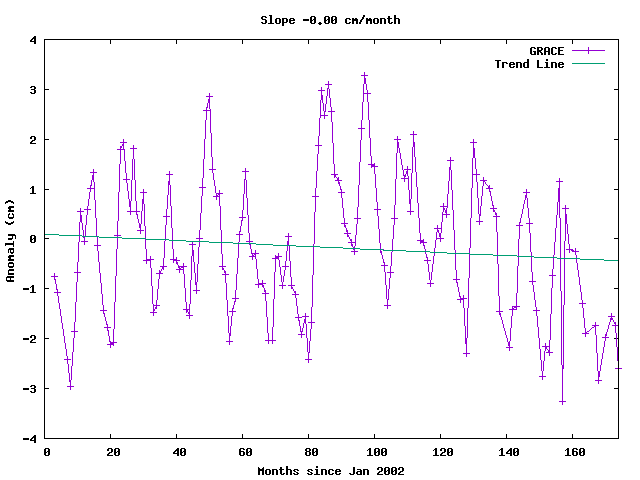 Slope -0.00 cm/month
GRACE
Trend Line
4
3
2
1
0
-1
-2
-3
-4
Anomaly (cm)
0 20 40 60 80 100 120 140 160
Months since Jan 2002